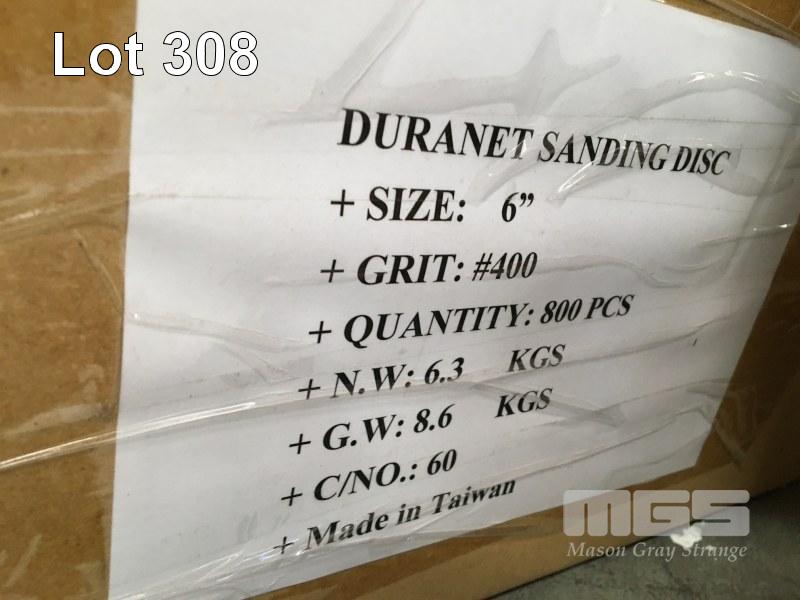 Lot 308
DURANET SANDING DISC
+ SIZE: 6”
+ GRIT: #400
+ QUANTITY: 800 PCS
+ N.W: 6.3 KGS
+ G.W: 8.6 KGS
+ C/NO.: 60
+ Made in Taiwan
MGS
Mason Gray Strange